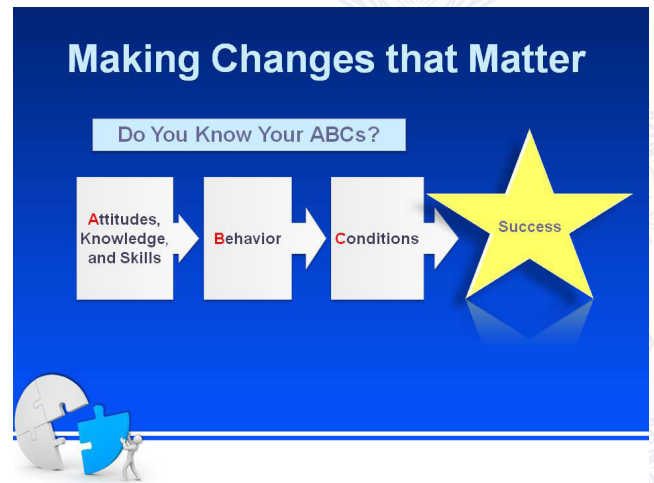 Making Changes that Matter
Do You Know Your ABCs?
Attitudes,
Knowledge,
and Skills
Behavior
Conditions
Success